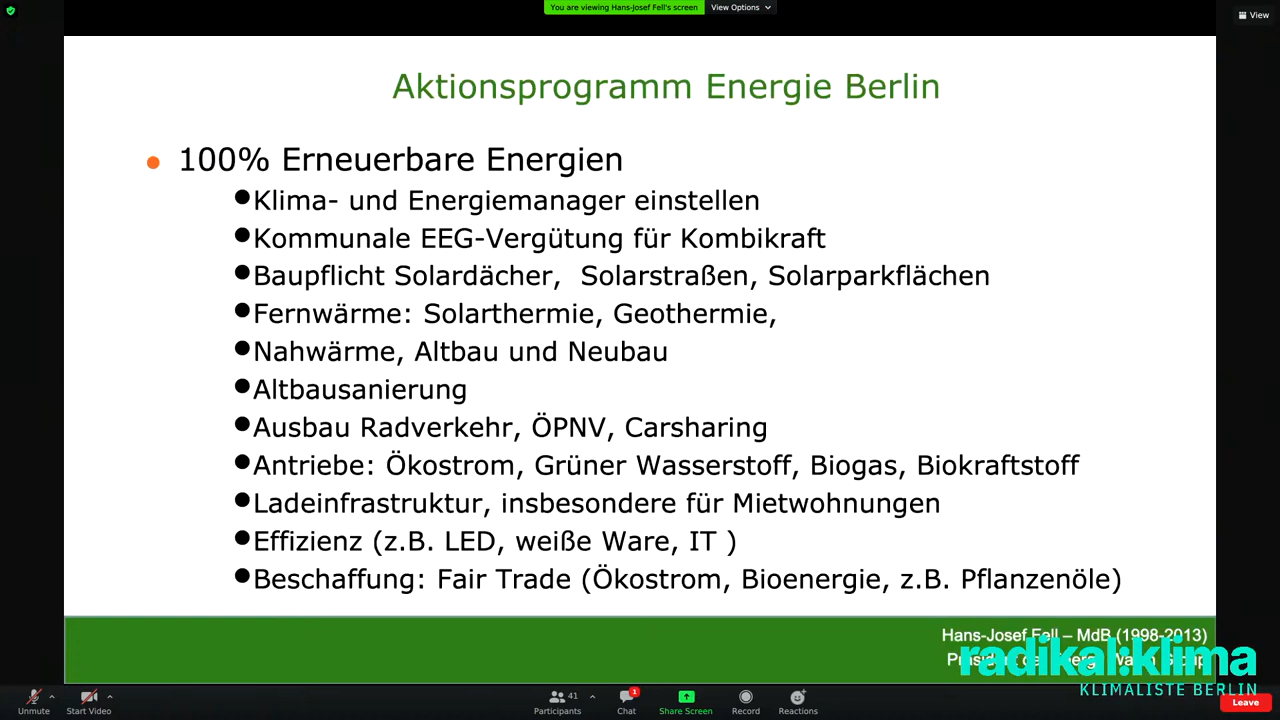 You are viewing Hans-Josef Fell's screen
View Options
View
Aktionsprogramm Energie Berlin
100% Erneuerbare Energien
Klima- und Energiemanager einstellen
Kommunale EEG-Vergütung für Kombikraft
Baupflicht Solardächer, Solarstraßen, Solarparkflächen
Fernwärme: Solarthermie, Geothermie,
Nahwärme, Altbau und Neubau
Altbausanierung
Ausbau Radverkehr, ÖPNV, Carsharing
Antriebe: Ökostrom, Grüner Wasserstoff, Biogas, Biokraftstoff
Ladeinfrastruktur, insbesondere für Mietwohnungen
Effizienz (z.B. LED, weiße Ware, IT )
Beschaffung: Fair Trade (Ökostrom, Bioenergie, z.B. Pflanzenöle)
Hans-Josef Fell – MdB (1998-2013)
radikal:klima
KLIMALISTE BERLIN
Unmute
Start Video
Participants
41
Chat
1
Share Screen
Record
Reactions
Leave